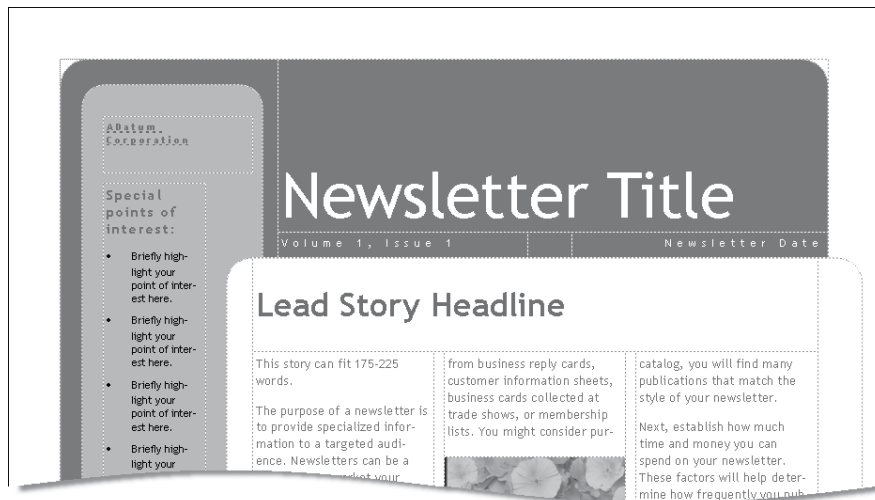 ADatum
Corporation
Special
points of
interest:
• Briefly high-
light your
point of inter-
est here.
• Briefly high-
light your
point of inter-
est here.
• Briefly high-
light your
point of inter-
est here.
• Briefly high-
light your
Newsletter Title
Volume 1, Issue 1
Newsletter Date
Lead Story Headline
This story can fit 175-225
words.
The purpose of a newsletter is
to provide specialized infor-
mation to a targeted audi-
ence. Newsletters can be a
your
from business reply cards,
customer information sheets,
business cards collected at
trade shows, or membership
lists. You might consider pur-
catalog, you will find many
publications that match the
style of your newsletter.
Next, establish how much
time and money you can
spend on your newsletter.
These factors will help deter-
mine how frequently you pub-